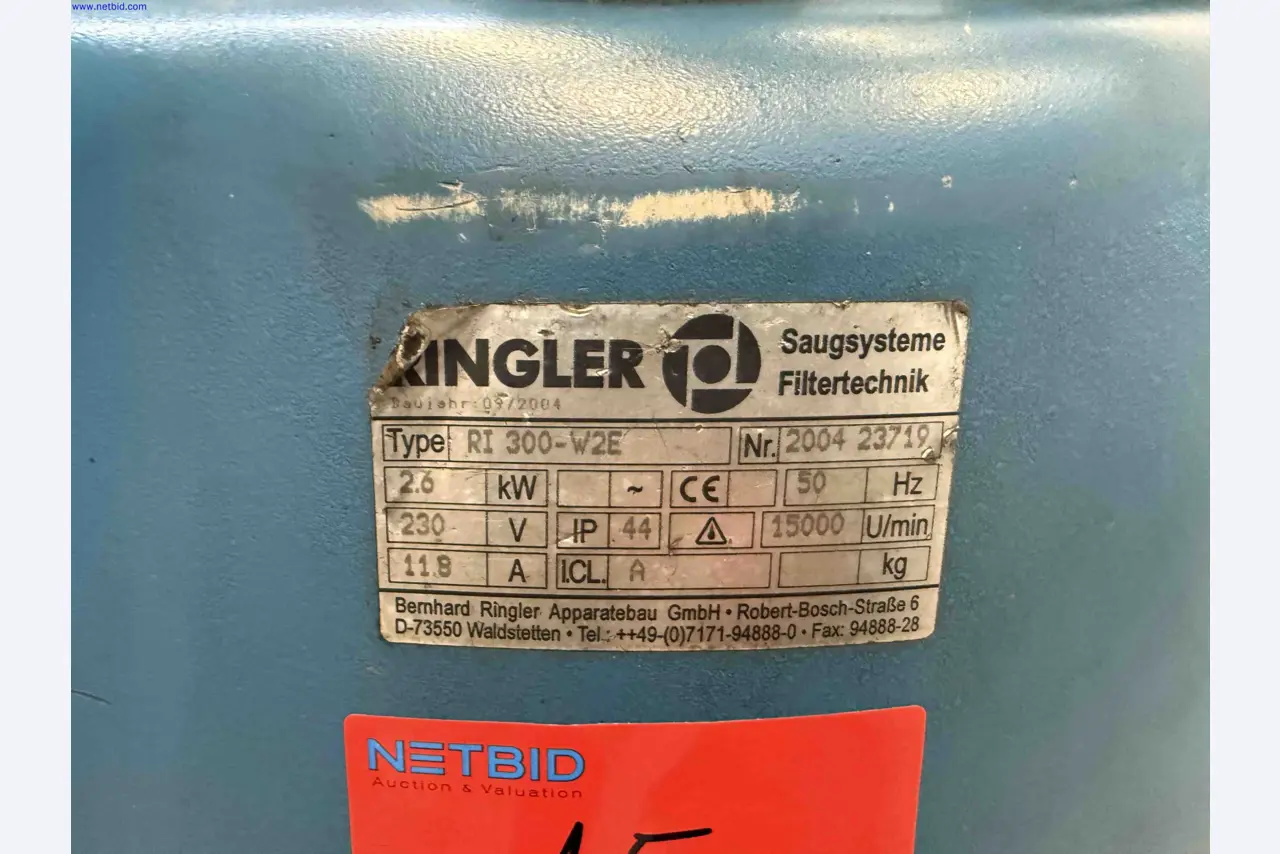 www.netbid.com
RINGLER
Saugsysteme
Filtertechnik
Baujahr:09/2004
Type RI 300-W2E Nr. 2004 23719
2.6 kW ~ CE 50 Hz
230 V IP 44 15000 U/min
11.8 A I.CL. A kg
Bernhard Ringler Apparatebau GmbH • Robert-Bosch-Straße 6
D-73550 Waldstetten • Tel.: ++49-(0)7171-94888-0 • Fax: 94888-28
NETBID
Auction & Valuation